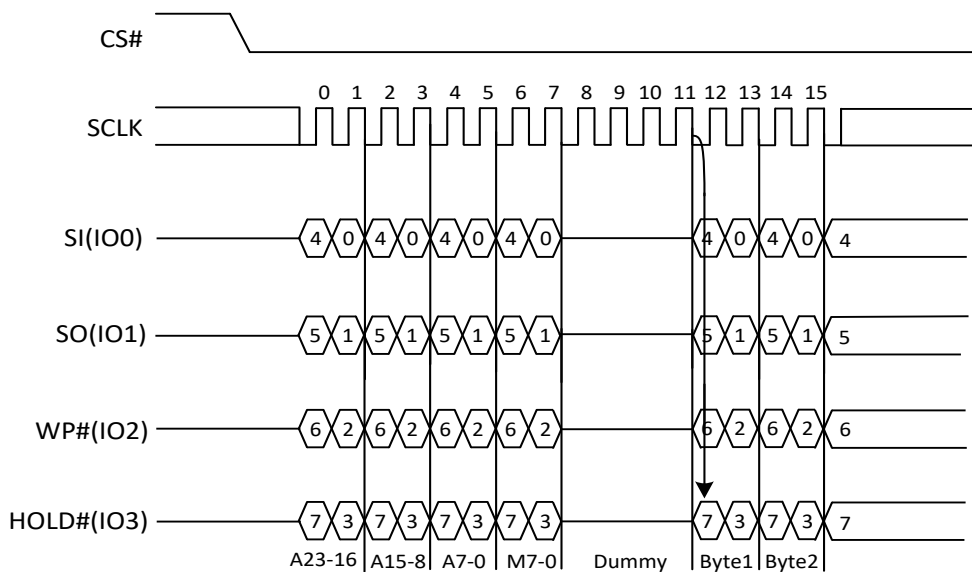 CS#
0 1 2 3 4 5 6 7 8 9 10 11 12 13 14 15
SCLK
SI(IO0) 4 0 4 0 4 0 4 0 4 0 4 0 4
SO(IO1) 5 1 5 1 5 1 5 1 5 1 5 1 5
WP#(IO2) 6 2 6 2 6 2 6 2 6 2 6 2 6
HOLD#(IO3) 7 3 7 3 7 3 7 3 7 3 7 3 7
A23-16 A15-8 A7-0 M7-0 Dummy Byte1 Byte2